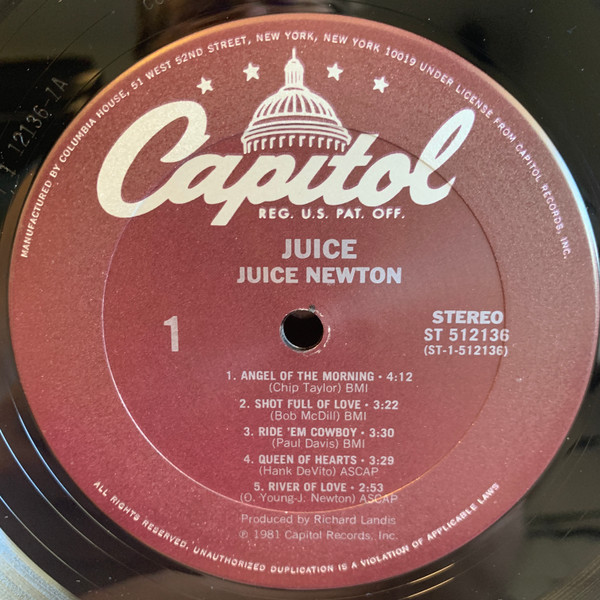 MANUFACTURED BY COLUMBIA HOUSE, 51 WEST 52ND STREET, NEW YORK, NEW YORK 10019 UNDER LICENSE FROM CAPITOL RECORDS, INC.
Capitol
REG. U.S. PAT. OFF.
JUICE
JUICE NEWTON
1
STEREO
ST 512136
(ST-1-512136)
1. ANGEL OF THE MORNING • 4:12
(Chip Taylor) BMI
2. SHOT FULL OF LOVE • 3:22
(Bob McDill) BMI
3. RIDE 'EM COWBOY • 3:30
(Paul Davis) BMI
4. QUEEN OF HEARTS • 3:29
(Hank DeVito) ASCAP
5. RIVER OF LOVE • 2:53
(O. Young-J. Newton) ASCAP
Produced by Richard Landis
℗ 1981 Capitol Records, Inc.
ALL RIGHTS RESERVED. UNAUTHORIZED DUPLICATION IS A VIOLATION OF APPLICABLE LAWS
12136-1A